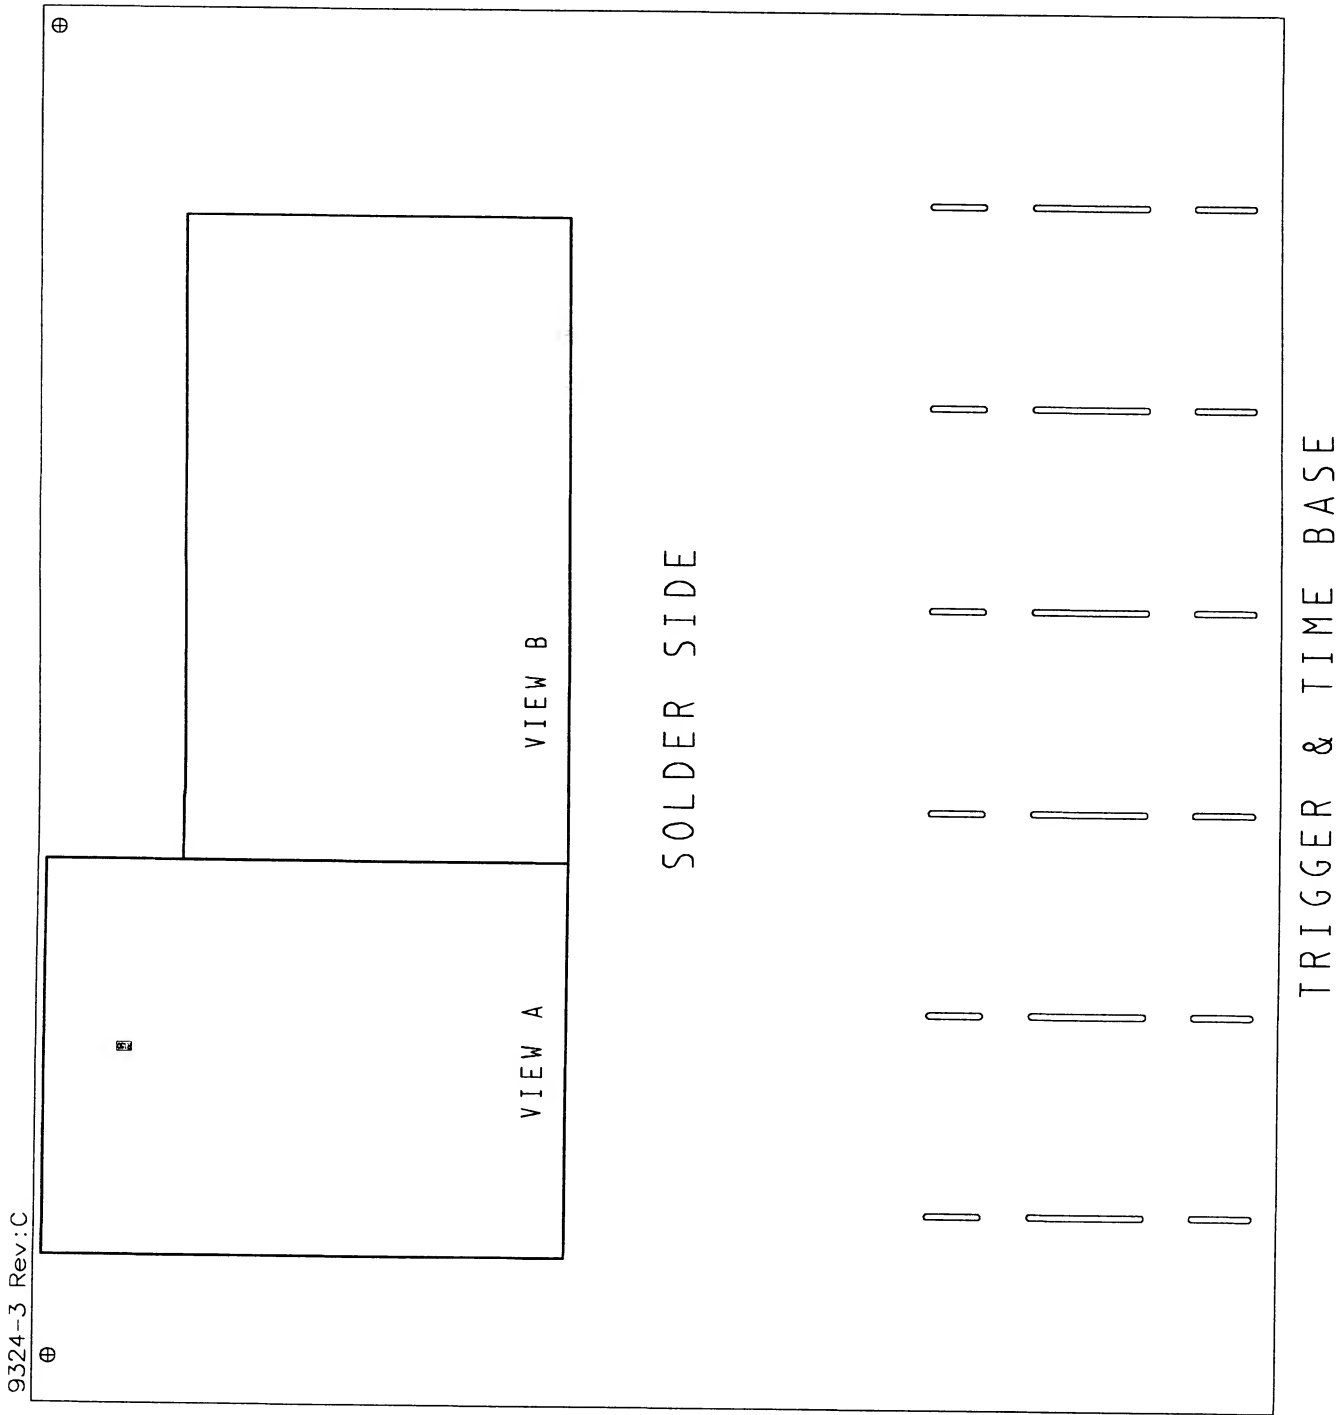 9324-3 Rev:C
VIEW A
VIEW B
SOLDER SIDE
TRIGGER & TIME BASE